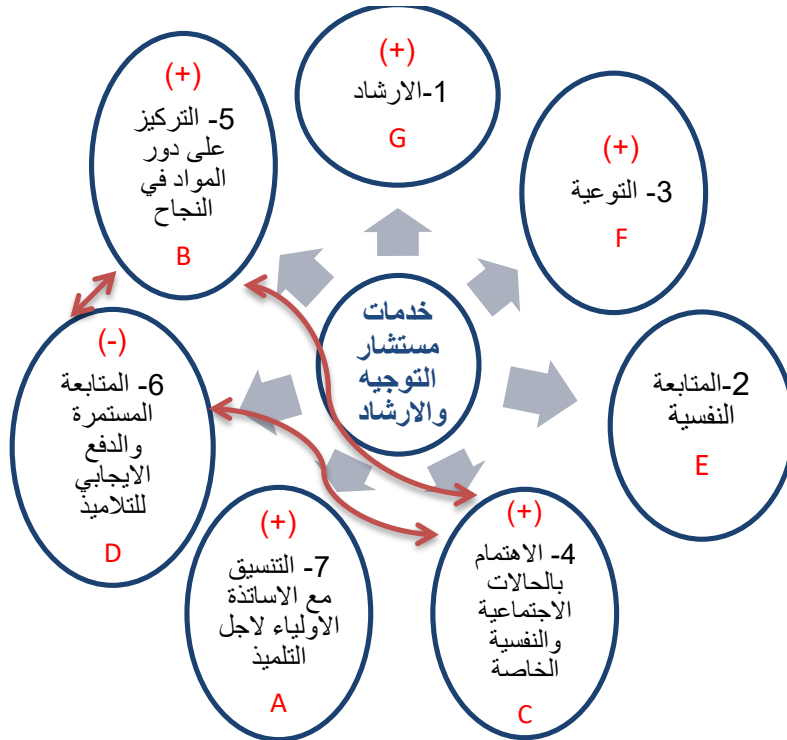 خدمات
مستشار
التوجيه
والارشاد
(+)
1-الارشاد
G
(+)
3- التوعية
F
2-المتابعة
النفسية
E
(+)
4- الاهتمام
بالحالات
الاجتماعية
والنفسية
الخاصة
C
(+)
7- التنسيق
مع الاساتذة
الاولياء لاجل
التلميذ
A
(-)
6- المتابعة
المستمرة
والدفع
الايجابي
للتلاميذ
D
(+)
5- التركيز
على دور
المواد في
النجاح
B